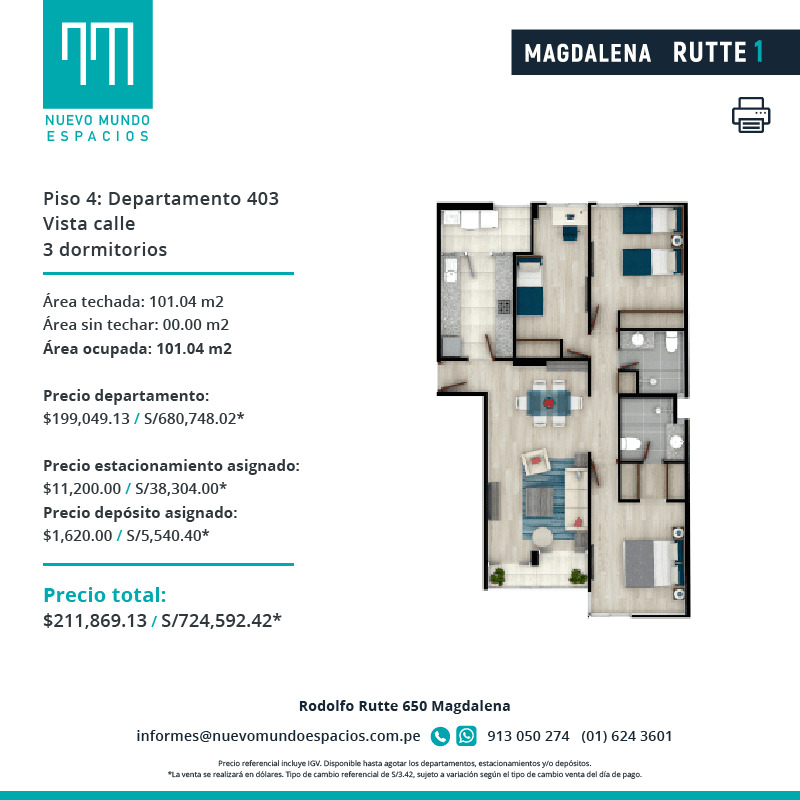 NUEVO MUNDO
ESPACIOS
MAGDALENA RUTTE 1
Piso 4: Departamento 403
Vista calle
3 dormitorios
Área techada: 101.04 m2
Área sin techar: 00.00 m2
Área ocupada: 101.04 m2
Precio departamento:
$199,049.13 / S/680,748.02*
Precio estacionamiento asignado:
$11,200.00 / S/38,304.00*
Precio depósito asignado:
$1,620.00 / S/5,540.40*
Precio total:
$211,869.13 / S/724,592.42*
Rodolfo Rutte 650 Magdalena
informes@nuevomundoespacios.com.pe 913 050 274 (01) 624 3601
Precio referencial incluye IGV. Disponible hasta agotar los departamentos, estacionamientos y/o depósitos.
*La venta se realizará en dólares. Tipo de cambio referencial de S/3.42, sujeto a variación según el tipo de cambio venta del día de pago.